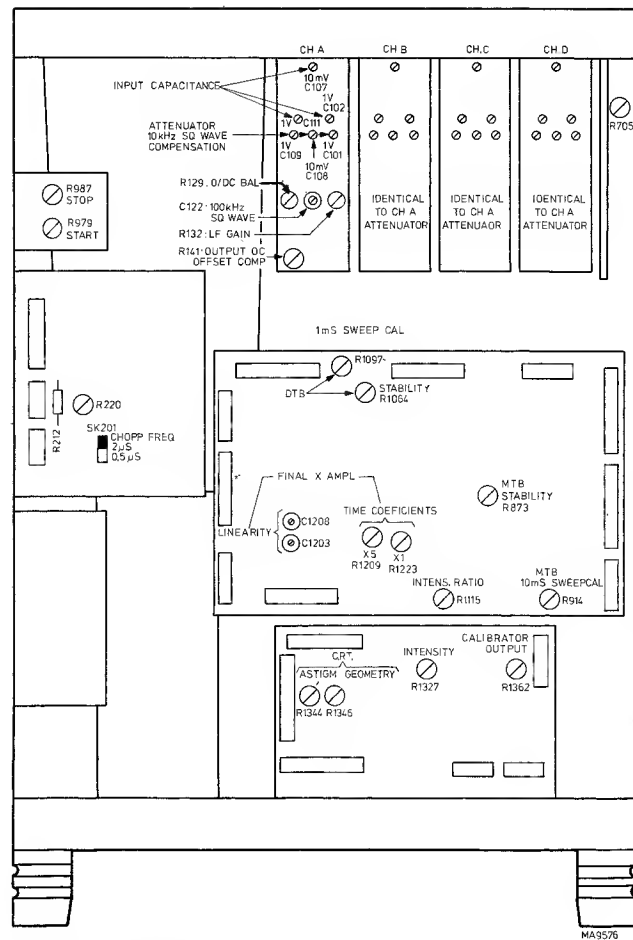 CH A
CH B
CH.C
CH.D
INPUT CAPACITANCE
10mV
C107
1V
C102
1V
C111
ATTENUATOR
10kHz SQ WAVE
COMPENSATION
1V
C109
1V
C101
10mV
C108
R705
R987
STOP
R979
START
R129.0/DC BAL
C122·100kHz
SQ WAVE
R132:LF GAIN
R141·OUTPUT DC
OFFSET COMP
IDENTICAL
TO CH A
ATTENUATOR
IDENTICAL
TO CH A
ATTENUAOR
IDENTICAL
TO CH A
ATTENUATOR
1mS SWEEP CAL
R1097
DTB
STABILITY
R1064
R220
R212
SK201
CHOPP FREQ
2µS
0,5µS
FINAL X AMPL
MTB
STABILITY
R873
TIME COEFICIENTS
LINEARITY
C1208
C1203
X5
R1209
X1
R1223
INTENS. RATIO
R1115
MTB
10mS SWEEPCAL
R914
CRT.
ASTIGM GEOMETRY
R1344
R1346
INTENSITY
R1327
CALIBRATOR
OUTPUT
R1362
MA9576